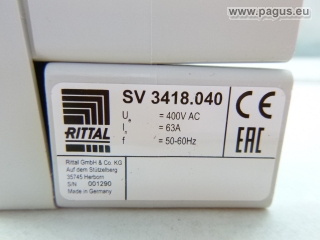 © www.pagus.eu
RITTAL
SV 3418.040
Ue = 400V AC
In = 63A
f = 50-60Hz
CE
EAC
Rittal GmbH & Co. KG
Auf dem Stützelberg
35745 Herborn
S/N 001290
Made in Germany